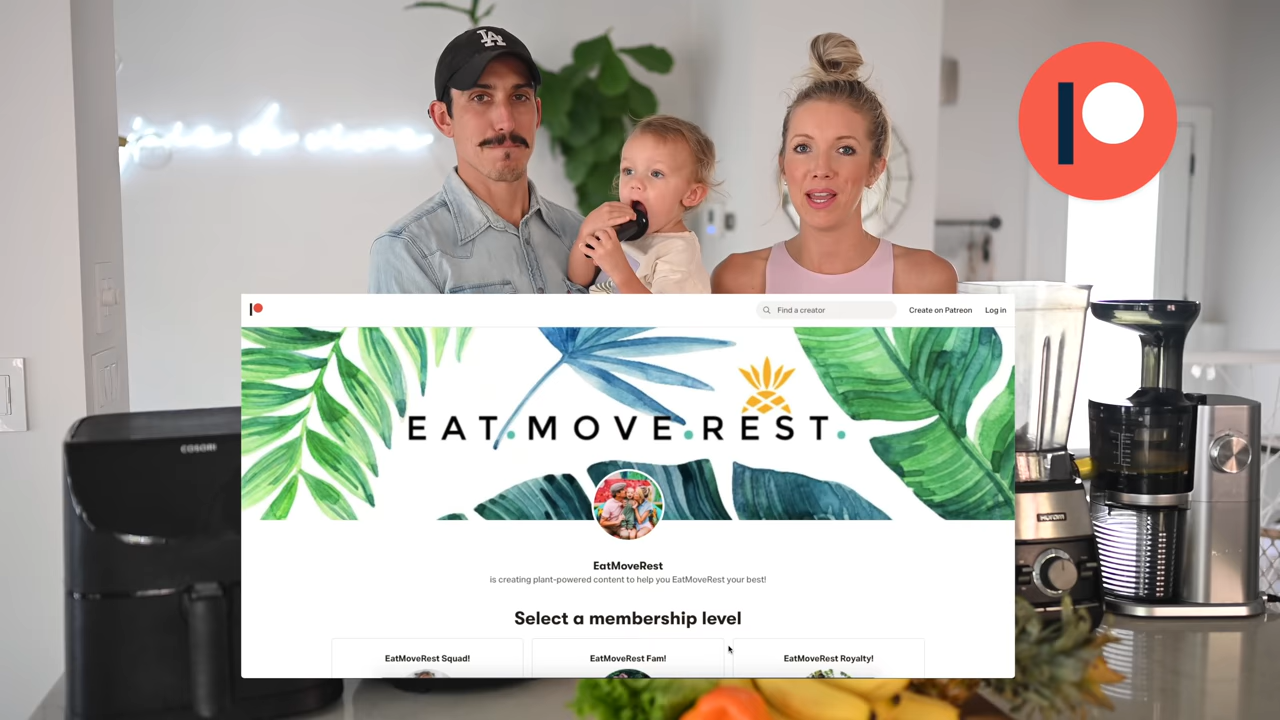 LA
Find a creator
Create on Patreon
Log in
EAT.MOVE.REST.
COSORI
HUROM
EatMoveRest
is creating plant-powered content to help you EatMoveRest your best!
Select a membership level
EatMoveRest Squad!
EatMoveRest Fam!
EatMoveRest Royalty!